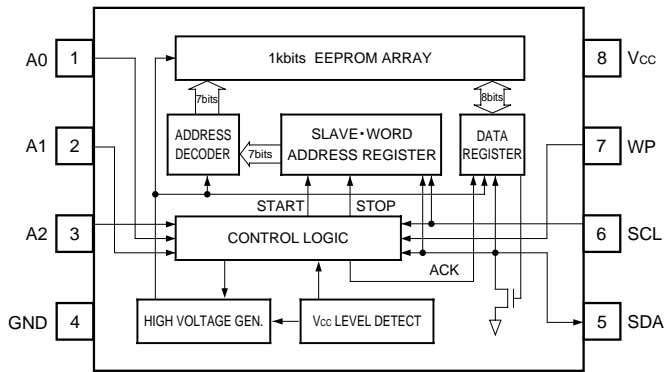 1kbits EEPROM ARRAY
A0 1
8 Vcc
7bits
8bits
A1 2
ADDRESS
DECODER
7bits
SLAVE・WORD
ADDRESS REGISTER
DATA
REGISTER
7 WP
START
STOP
A2 3
CONTROL LOGIC
6 SCL
ACK
GND 4
HIGH VOLTAGE GEN.
Vcc LEVEL DETECT
5 SDA